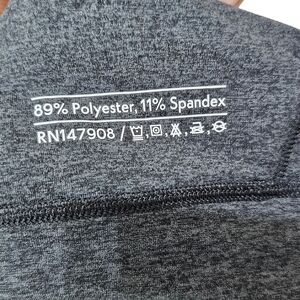 89% Polyester, 11% Spandex
RN147908 /